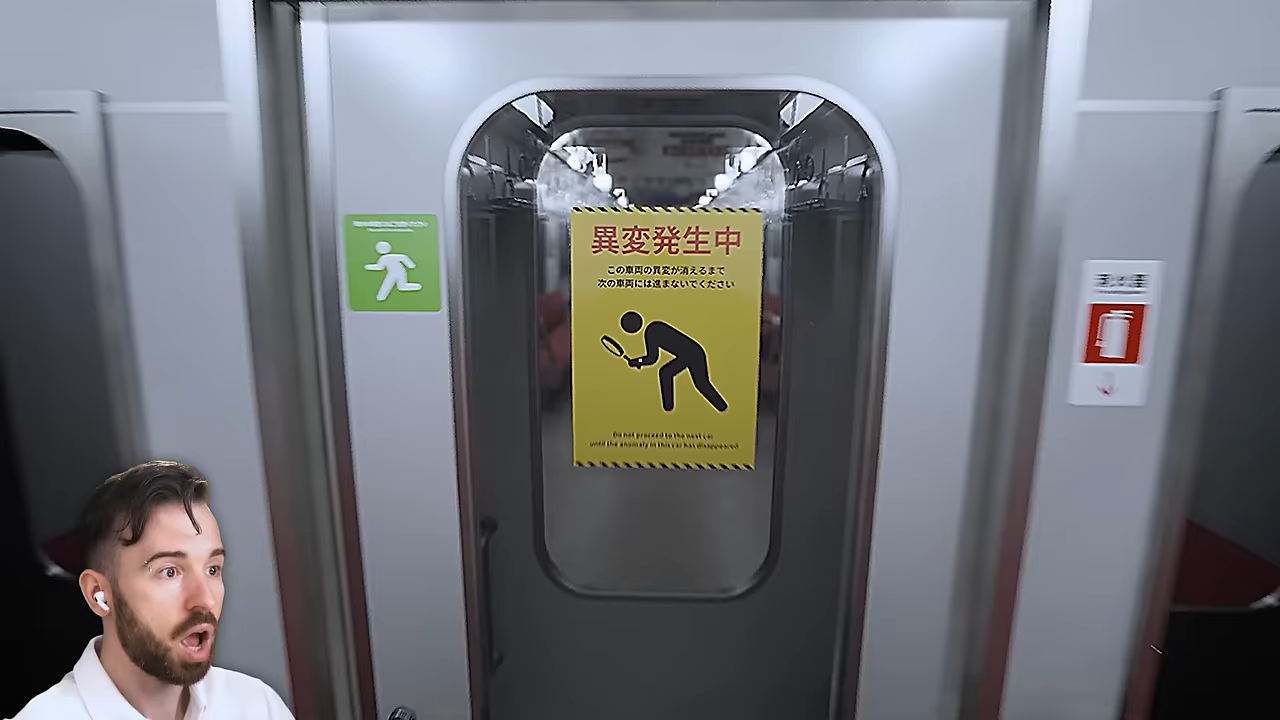 異変発生中
この車両の異変が消えるまで
次の車両には進まないでください
Do not proceed to the next car
until the anomaly in this car has disappeared